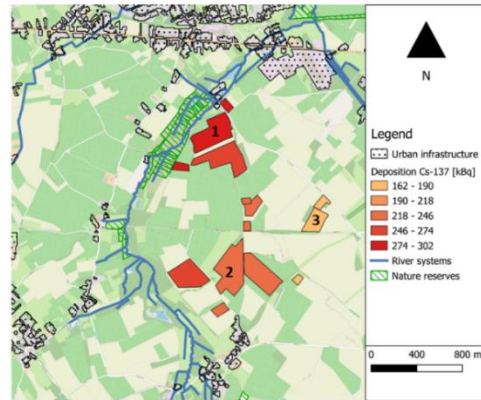 1
3
2
N
Legend
Urban infrastructure
Deposition Cs-137 [kBq]
162 - 190
190 - 218
218 - 246
246 - 274
274 - 302
River systems
Nature reserves
0 400 800 m